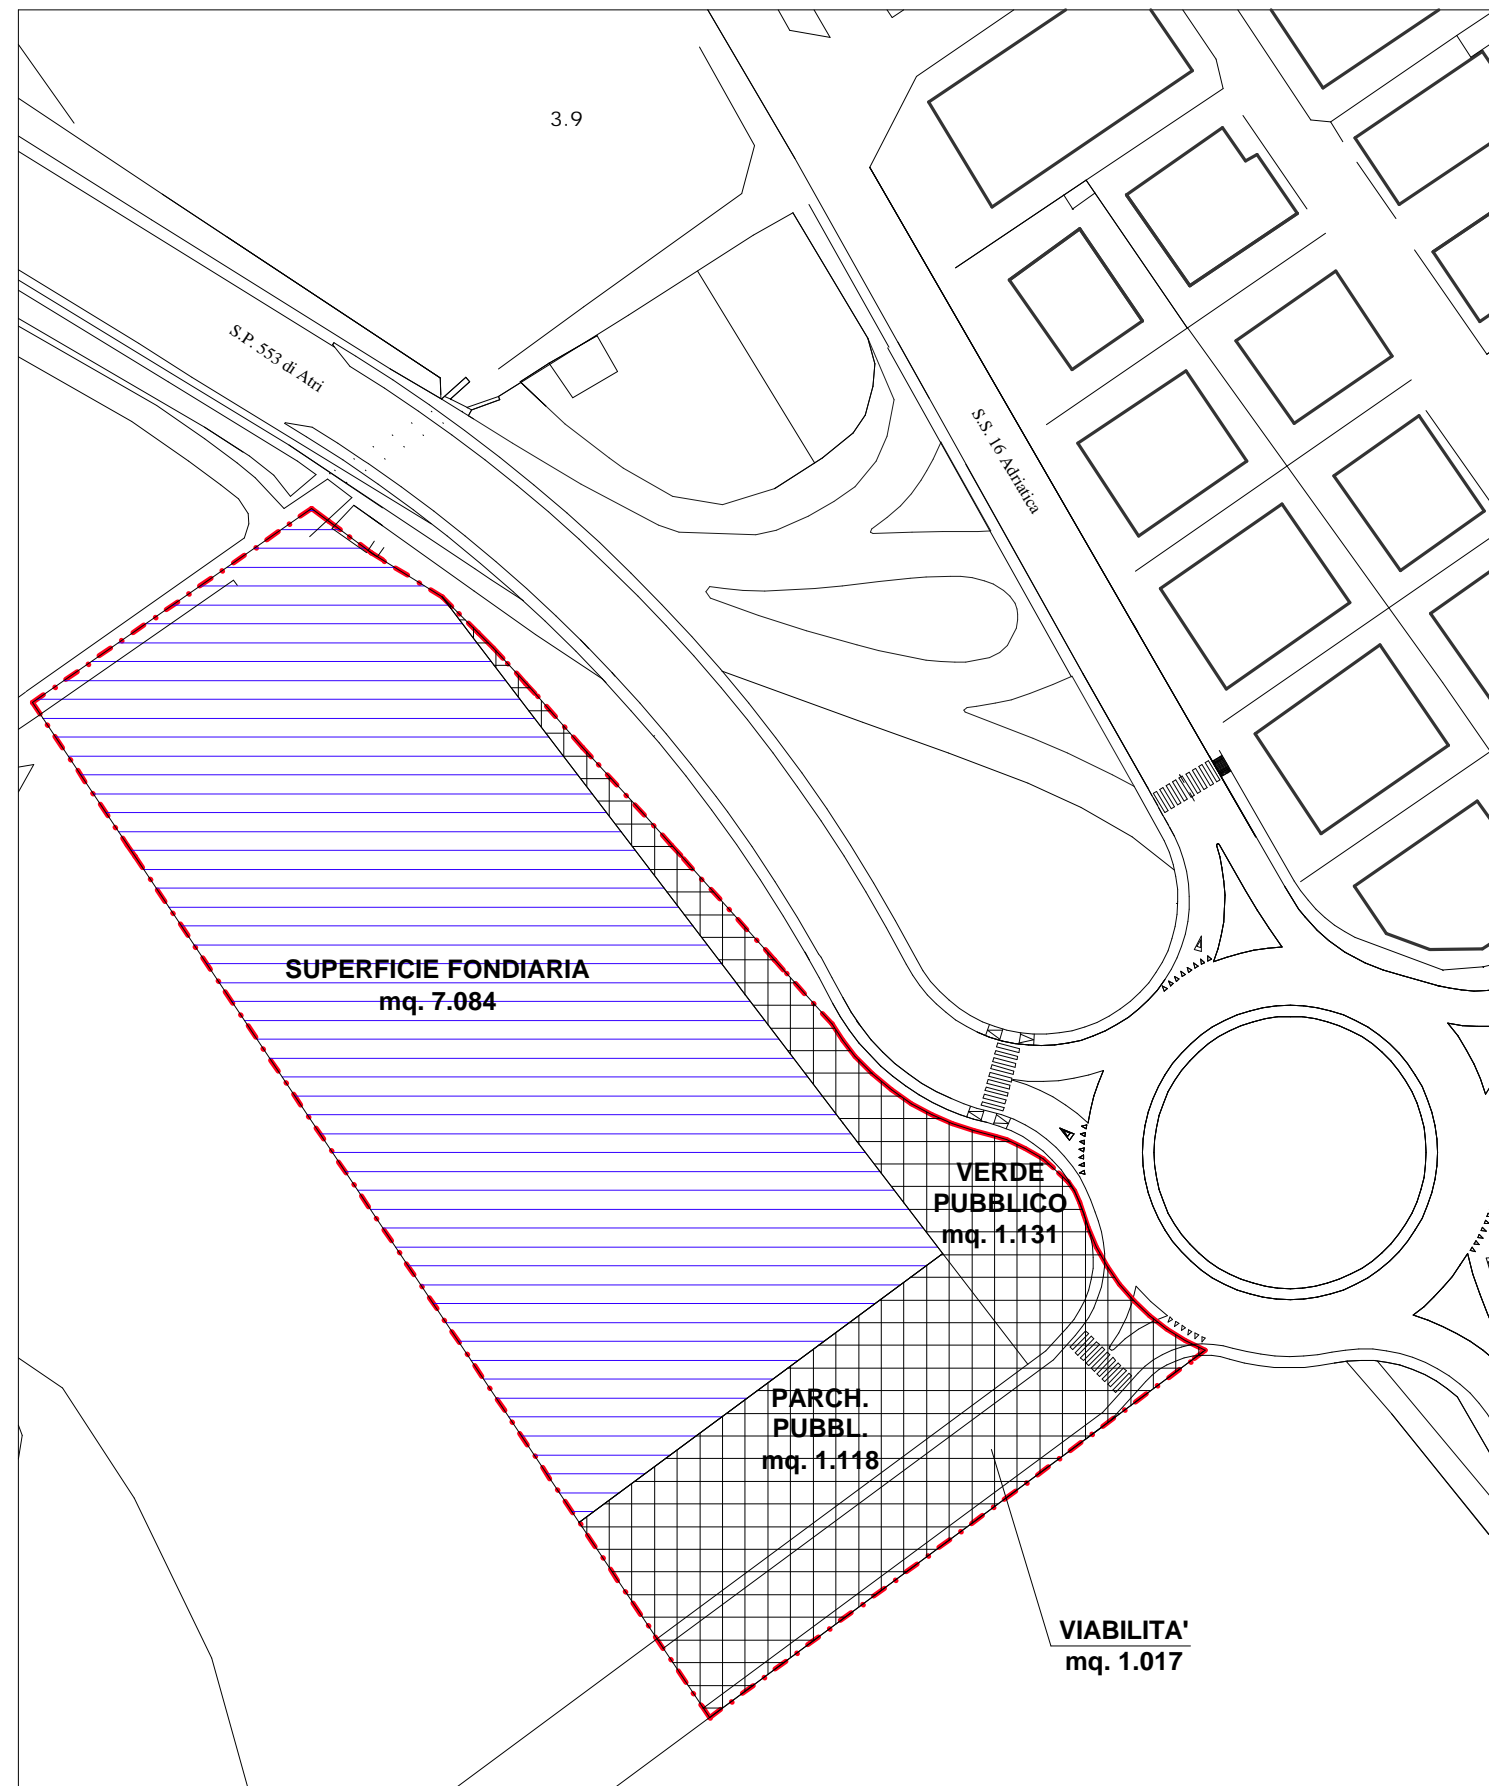 3.9
S.P. 553 di Atri
S.S. 16 Adriatica
SUPERFICIE FONDIARIA
mq. 7.084
VERDE
PUBBLICO
mq. 1.131
PARCH.
PUBBL.
mq. 1.118
VIABILITA'
mq. 1.017